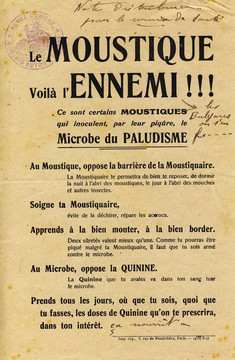 Le MOUSTIQUE
Voilà l'ENNEMI !!!
Ce sont certains MOUSTIQUES
qui inoculent, par leur piqûre, le
Microbe du PALUDISME
Au Moustique, oppose la barrière de la Moustiquaire.
La Moustiquaire te permettra de bien te reposer, de dormir
la nuit à l'abri des moustiques, le jour à l'abri des mouches
et autres insectes.
Soigne ta Moustiquaire,
évite de la déchirer, répare les accrocs.
Apprends à la bien monter, à la bien border.
Deux sûretés valent mieux qu'une. Comme tu pourras être
piqué malgré ta Moustiquaire, il faut que tu sois armé
contre le microbe.
Au Microbe, oppose la QUININE.
La Quinine que tu avales va dans ton sang tuer
le microbe.
Prends tous les jours, où que tu sois, quoi que
tu fasses, les doses de Quinine qu'on te prescrira,
dans ton intérêt.